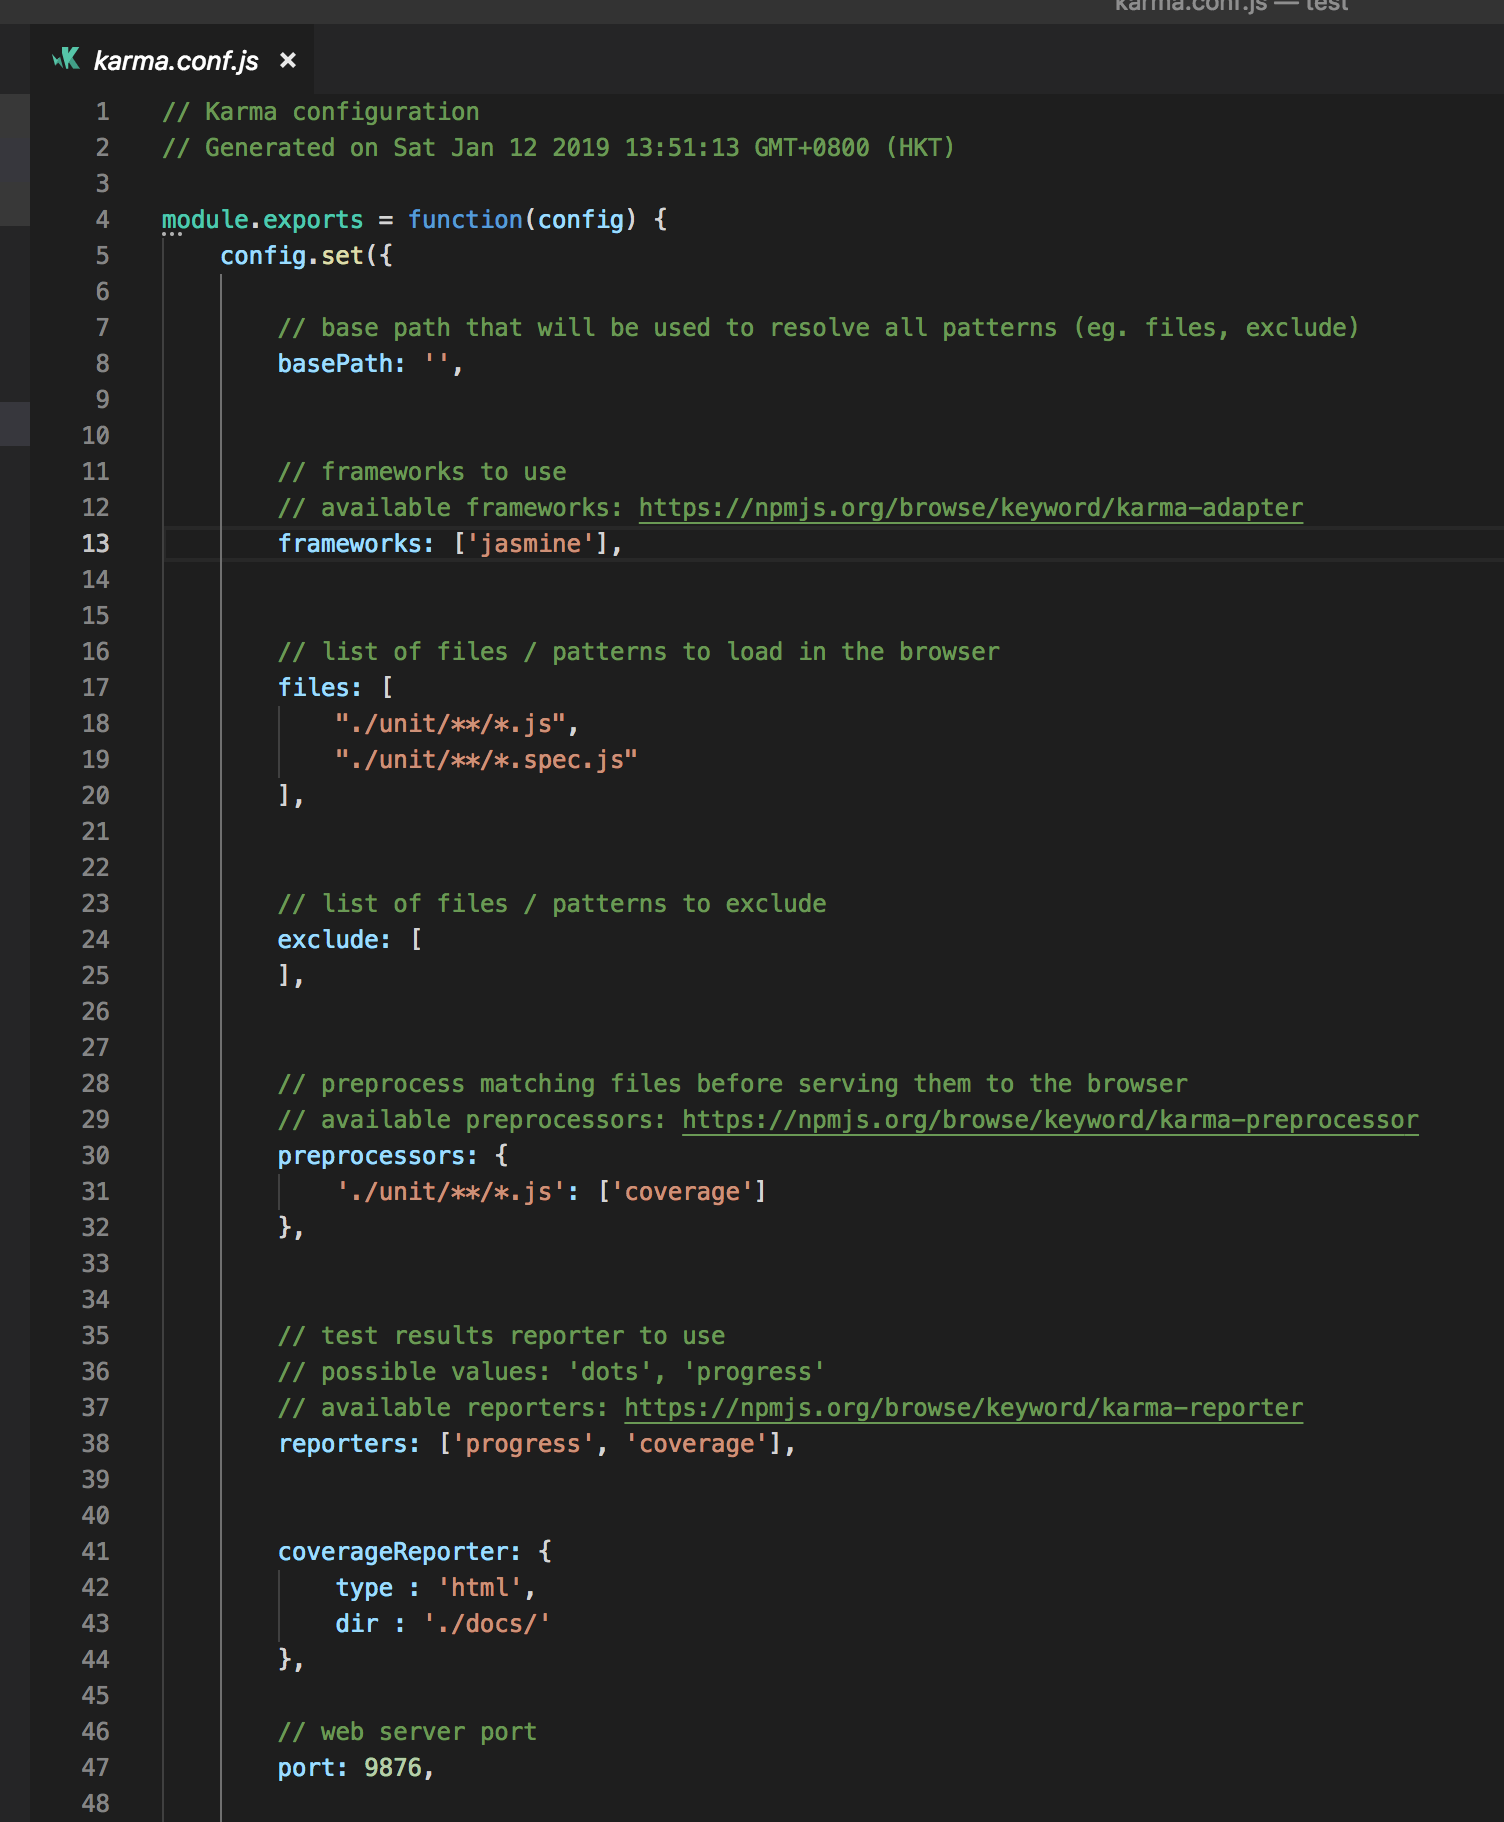 karma.conf.js — test
karma.conf.js ×
1 // Karma configuration
2 // Generated on Sat Jan 12 2019 13:51:13 GMT+0800 (HKT)
3
4 module.exports = function(config) {
5 config.set({
6
7 // base path that will be used to resolve all patterns (eg. files, exclude)
8 basePath: '',
9
10
11 // frameworks to use
12 // available frameworks: https://npmjs.org/browse/keyword/karma-adapter
13 frameworks: ['jasmine'],
14
15
16 // list of files / patterns to load in the browser
17 files: [
18 "./unit/**/*.js",
19 "./unit/**/*.spec.js"
20 ],
21
22
23 // list of files / patterns to exclude
24 exclude: [
25 ],
26
27
28 // preprocess matching files before serving them to the browser
29 // available preprocessors: https://npmjs.org/browse/keyword/karma-preprocessor
30 preprocessors: {
31 './unit/**/*.js': ['coverage']
32 },
33
34
35 // test results reporter to use
36 // possible values: 'dots', 'progress'
37 // available reporters: https://npmjs.org/browse/keyword/karma-reporter
38 reporters: ['progress', 'coverage'],
39
40
41 coverageReporter: {
42 type : 'html',
43 dir : './docs/'
44 },
45
46 // web server port
47 port: 9876,
48